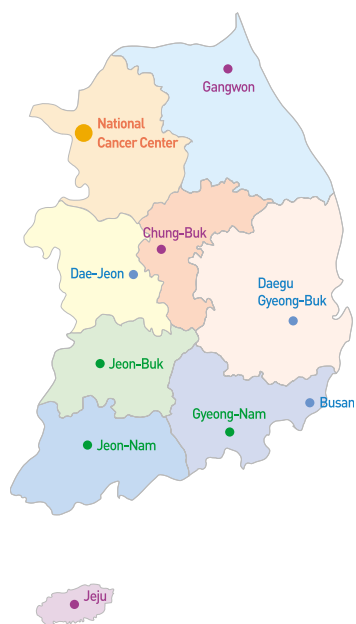 Gangwon
National
Cancer Center
Chung-Buk
Dae-Jeon
Daegu
Gyeong-Buk
Jeon-Buk
Busan
Gyeong-Nam
Jeon-Nam
Jeju